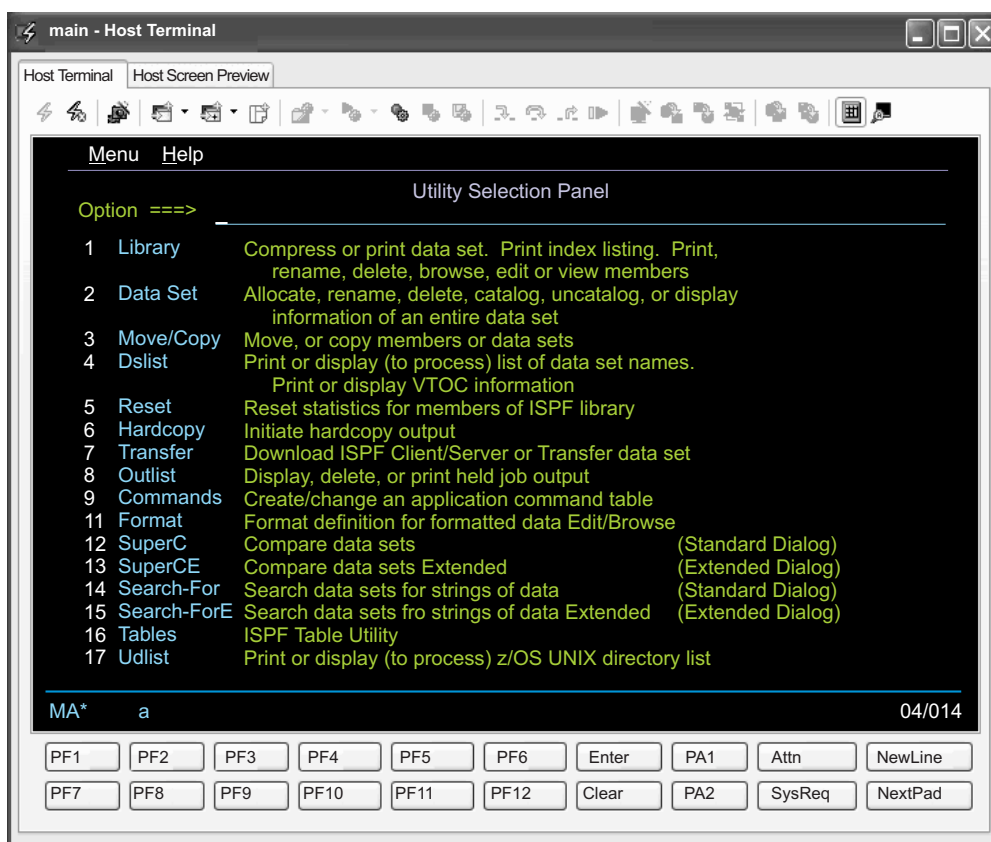 main - Host Terminal
Host Terminal Host Screen Preview
Menu Help
Utility Selection Panel
Option ===> _
1 Library Compress or print data set. Print index listing. Print,
rename, delete, browse, edit or view members
2 Data Set Allocate, rename, delete, catalog, uncatalog, or display
information of an entire data set
3 Move/Copy Move, or copy members or data sets
4 Dslist Print or display (to process) list of data set names.
Print or display VTOC information
5 Reset Reset statistics for members of ISPF library
6 Hardcopy Initiate hardcopy output
7 Transfer Download ISPF Client/Server or Transfer data set
8 Outlist Display, delete, or print held job output
9 Commands Create/change an application command table
11 Format Format definition for formatted data Edit/Browse
12 SuperC Compare data sets (Standard Dialog)
13 SuperCE Compare data sets Extended (Extended Dialog)
14 Search-For Search data sets for strings of data (Standard Dialog)
15 Search-ForE Search data sets fro strings of data Extended (Extended Dialog)
16 Tables ISPF Table Utility
17 Udlist Print or display (to process) z/OS UNIX directory list
MA* a 04/014
PF1 PF2 PF3 PF4 PF5 PF6 Enter PA1 Attn NewLine
PF7 PF8 PF9 PF10 PF11 PF12 Clear PA2 SysReq NextPad